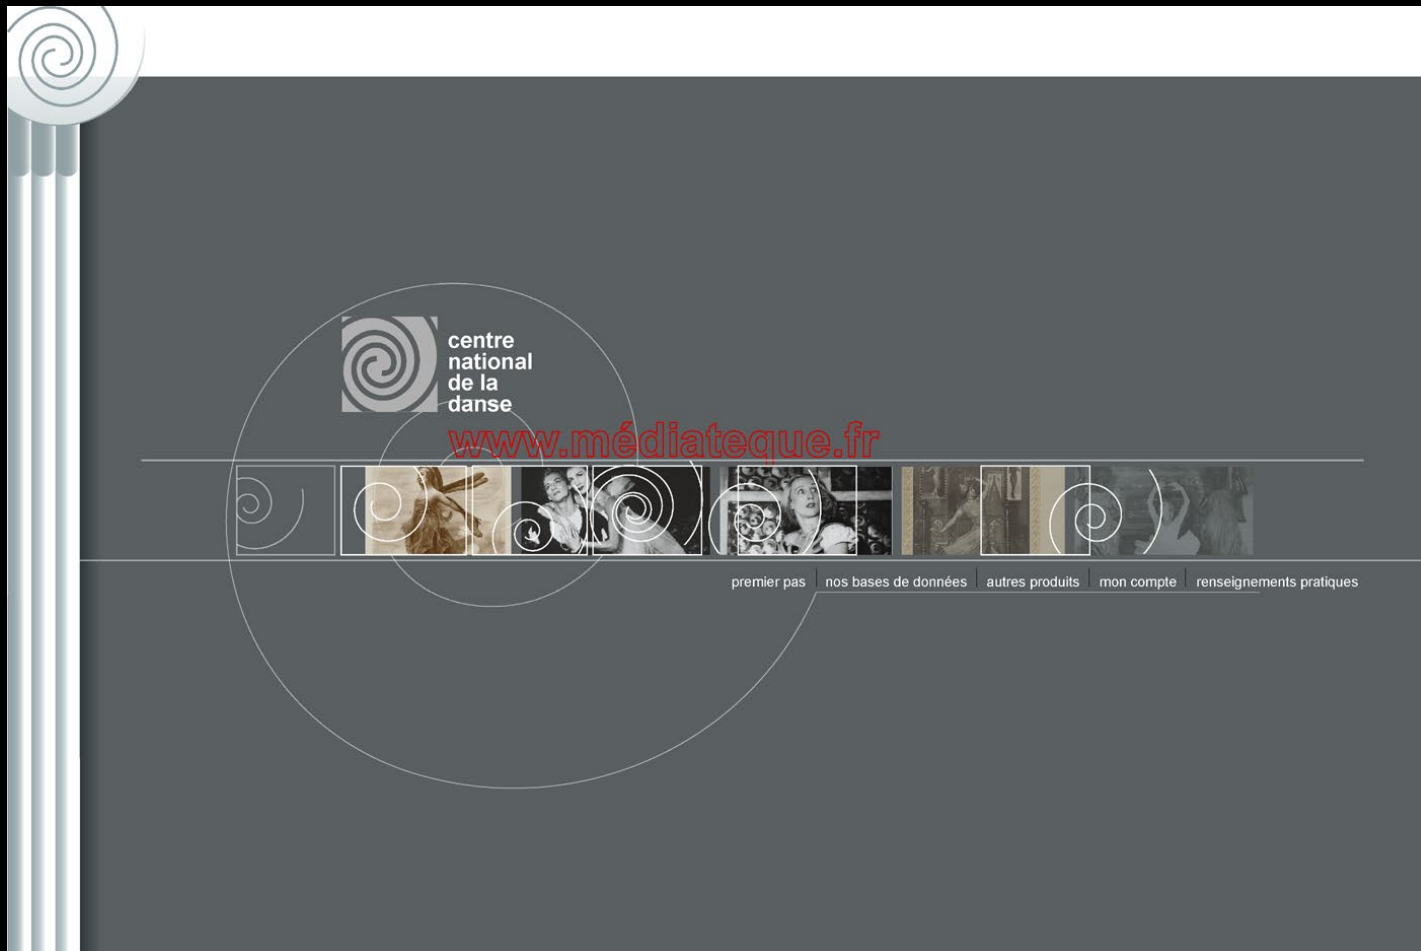 centre
national
de la
danse
www.médiateque.fr
premier pas nos bases de données autres produits mon compte renseignements pratiques